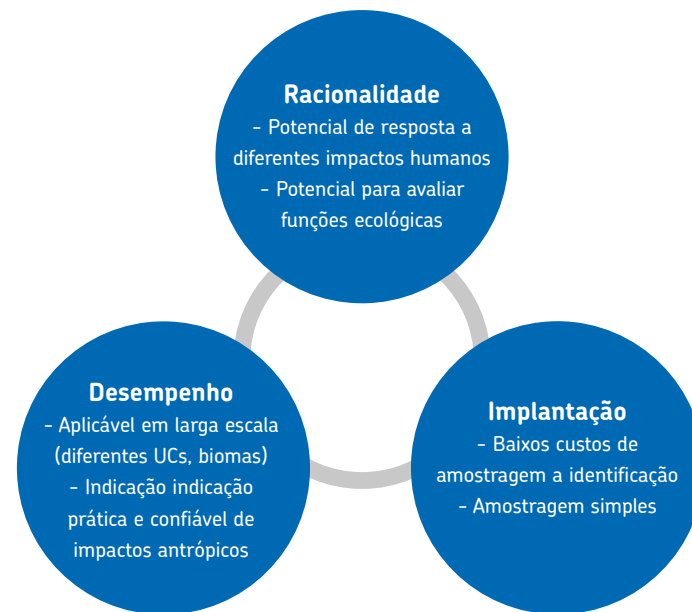 Racionalidade
- Potencial de resposta a
diferentes impactos humanos
- Potencial para avaliar
funções ecológicas
Desempenho
- Aplicável em larga escala
(diferentes UCs, biomas)
- Indicação indicação
prática e confiável de
impactos antrópicos
Implantação
- Baixos custos de
amostragem a identificação
- Amostragem simples